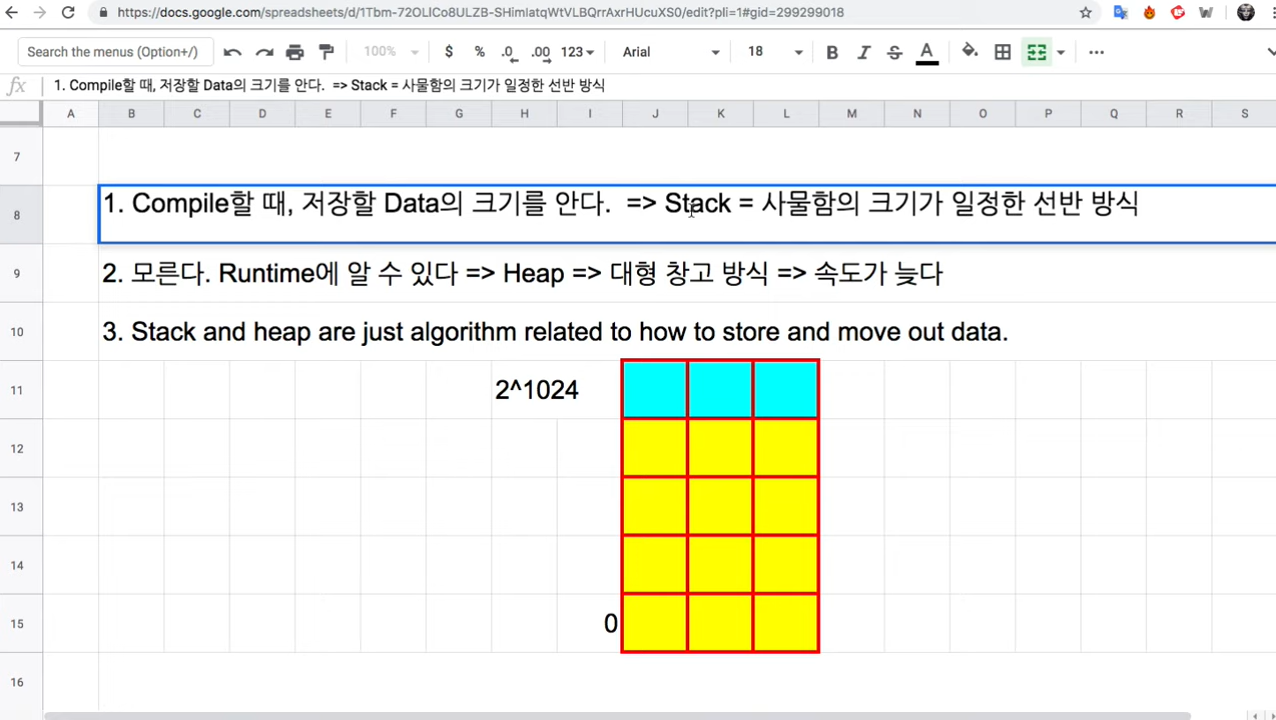 https://docs.google.com/spreadsheets/d/1Tbm-72OLlCo8ULZB-SHimIatqWtVLBQrrAxrHUcuXS0/edit?pli=1#gid=299299018
Search the menus (Option+/)
100%
$ % .0 .00 123
Arial
18
B I S A
fx 1. Compile할 때, 저장할 Data의 크기를 안다. => Stack = 사물함의 크기가 일정한 선반 방식
A B C D E F G H I J K L M N O P Q R S
7
8 1. Compile할 때, 저장할 Data의 크기를 안다. => Stack = 사물함의 크기가 일정한 선반 방식
9 2. 모른다. Runtime에 알 수 있다 => Heap => 대형 창고 방식 => 속도가 늦다
10 3. Stack and heap are just algorithm related to how to store and move out data.
11 2^1024
12
13
14
15 0
16